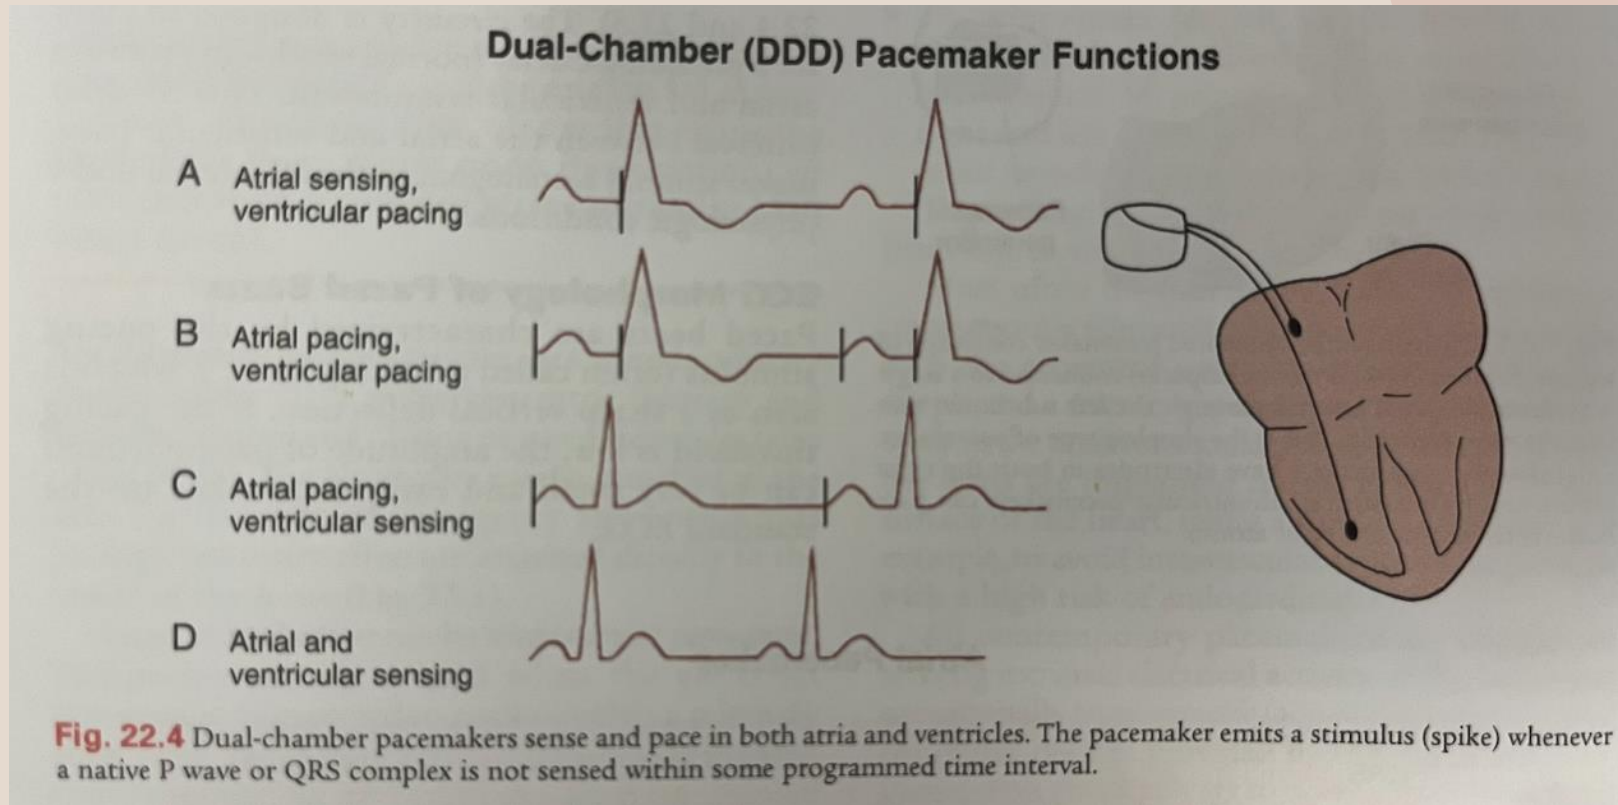 Dual-Chamber (DDD) Pacemaker Functions
A Atrial sensing,
ventricular pacing
B Atrial pacing,
ventricular pacing
C Atrial pacing,
ventricular sensing
D Atrial and
ventricular sensing
Fig. 22.4 Dual-chamber pacemakers sense and pace in both atria and ventricles. The pacemaker emits a stimulus (spike) whenever
a native P wave or QRS complex is not sensed within some programmed time interval.